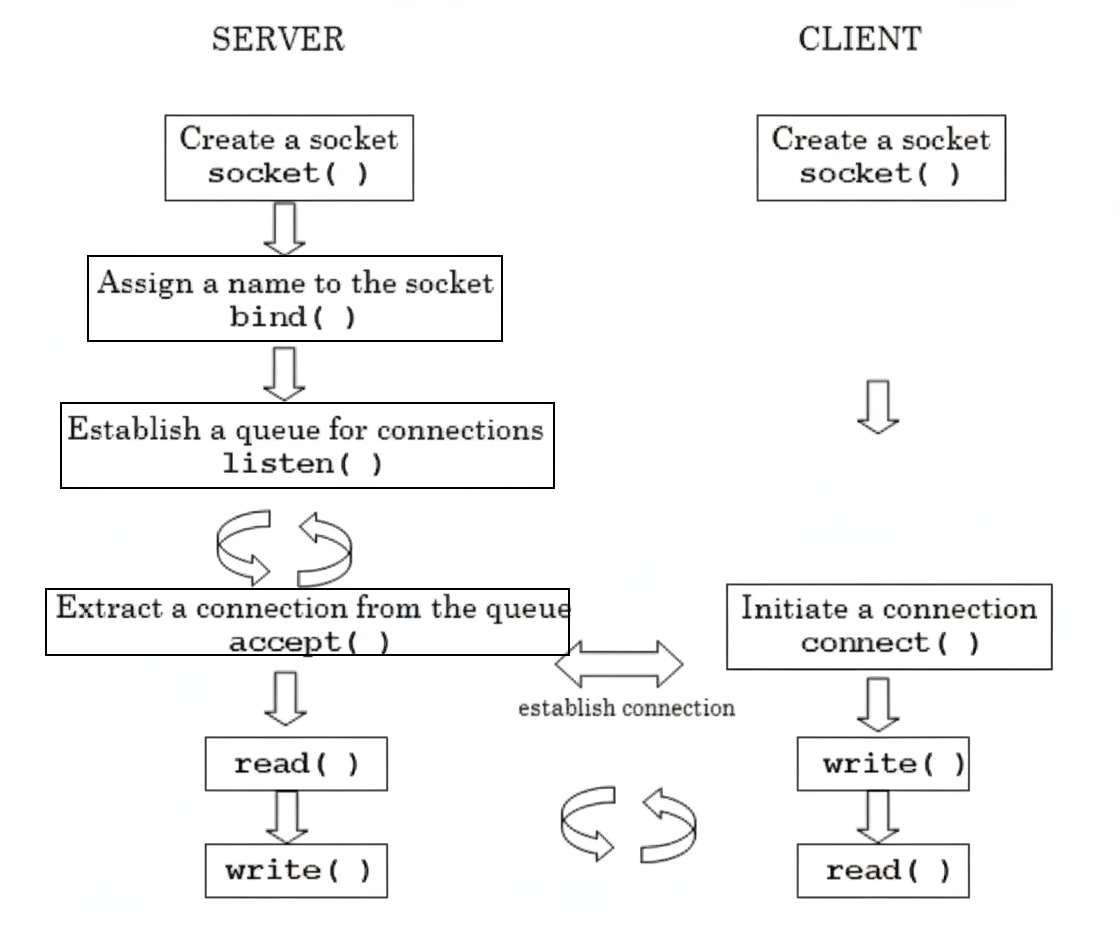 SERVER
CLIENT
Create a socket
socket( )
Create a socket
socket( )
Assign a name to the socket
bind( )
Establish a queue for connections
listen( )
Extract a connection from the queue
accept( )
Initiate a connection
connect( )
establish connection
read( )
write( )
write( )
read( )